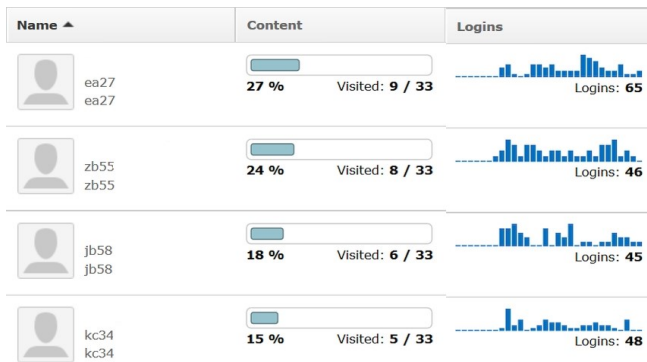 Name Content Logins
ea27
ea27
27 % Visited: 9 / 33 Logins: 65
zb55
zb55
24 % Visited: 8 / 33 Logins: 46
jb58
jb58
18 % Visited: 6 / 33 Logins: 45
kc34
kc34
15 % Visited: 5 / 33 Logins: 48